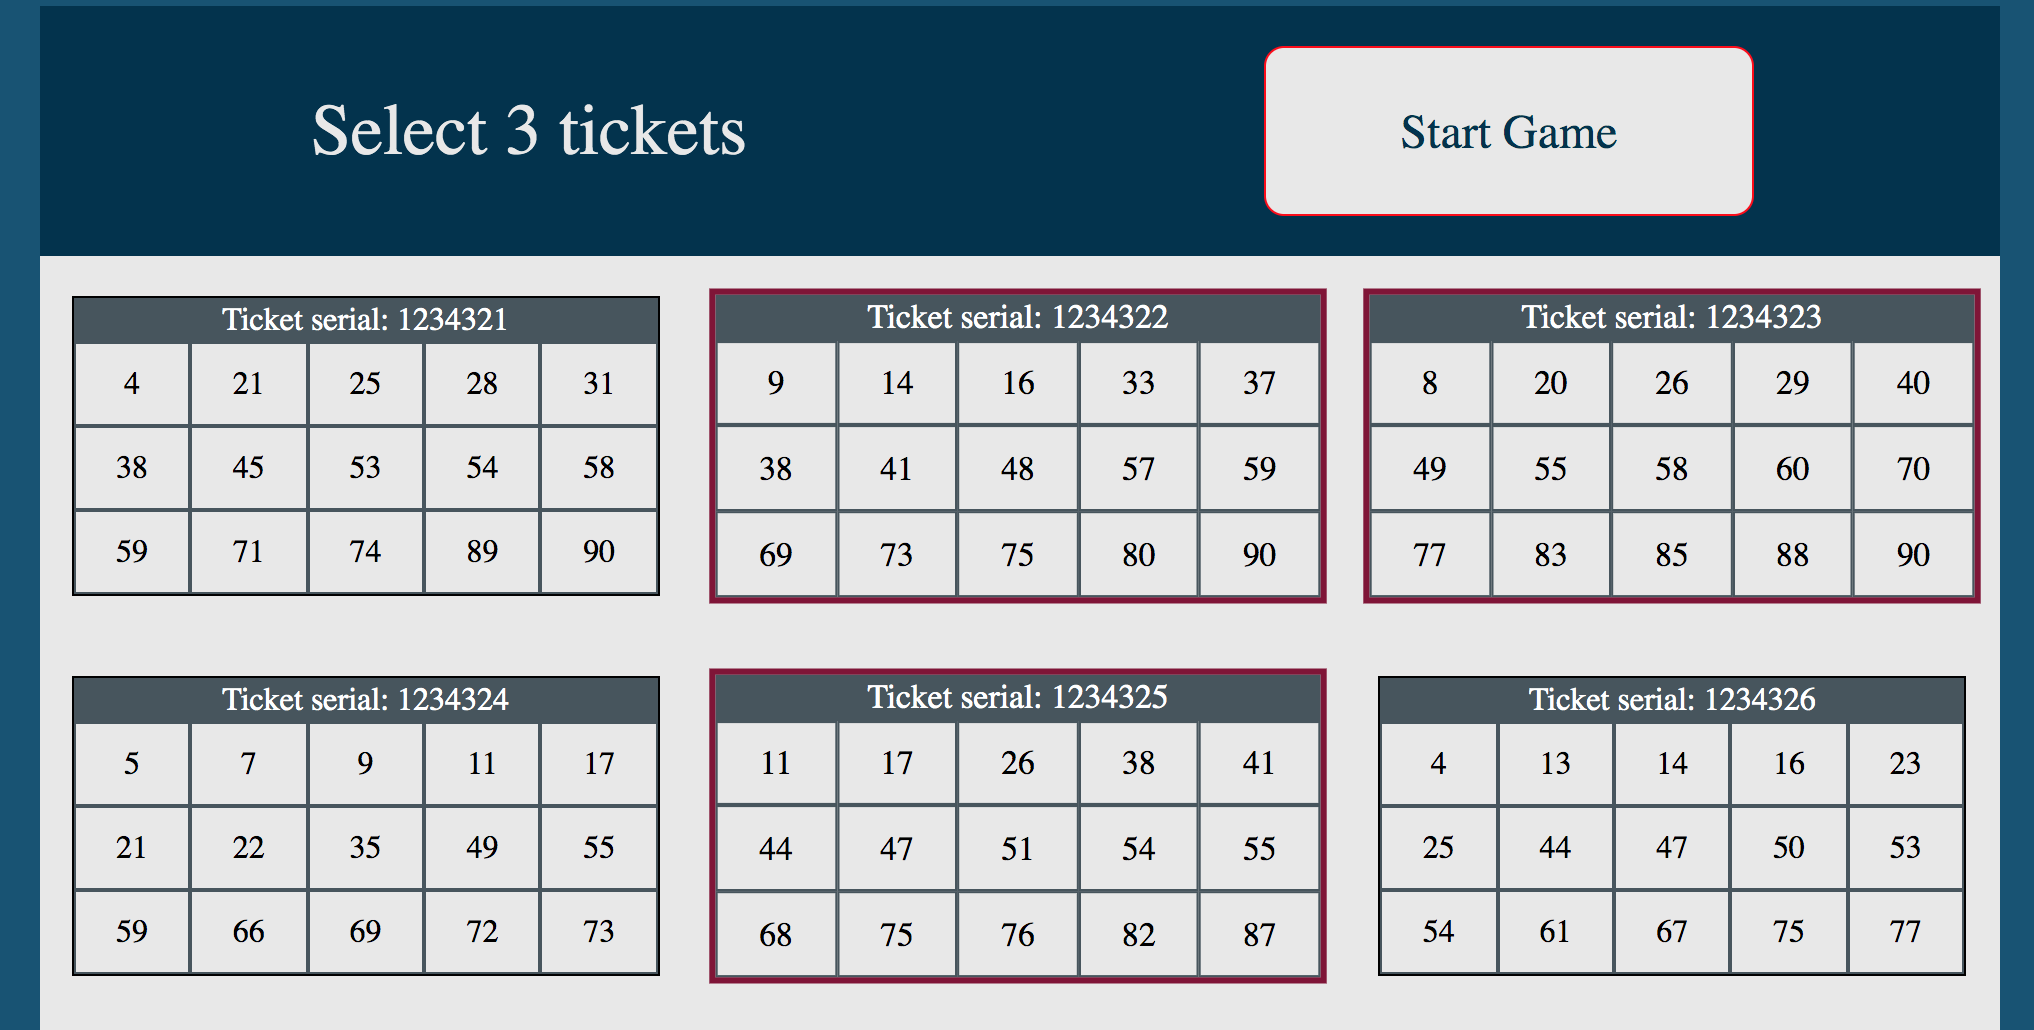 Select 3 tickets
Start Game
Ticket serial: 1234321
4 21 25 28 31
38 45 53 54 58
59 71 74 89 90
Ticket serial: 1234322
9 14 16 33 37
38 41 48 57 59
69 73 75 80 90
Ticket serial: 1234323
8 20 26 29 40
49 55 58 60 70
77 83 85 88 90
Ticket serial: 1234324
5 7 9 11 17
21 22 35 49 55
59 66 69 72 73
Ticket serial: 1234325
11 17 26 38 41
44 47 51 54 55
68 75 76 82 87
Ticket serial: 1234326
4 13 14 16 23
25 44 47 50 53
54 61 67 75 77